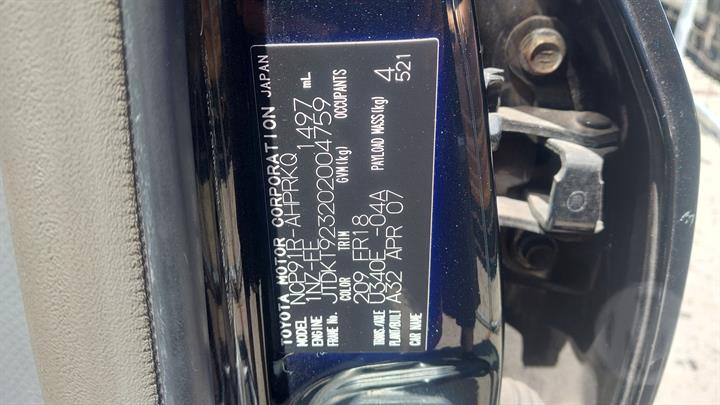 TOYOTA MOTOR CORPORATION JAPAN
MODEL NCP91R-AHPRKQ
ENGINE 1NZ-FE 1497 mL
FRAME No. JTDKT923202004759
COLOR TRIM GVM(kg) OCCUPANTS
209 FR18 4
TRANS./AXLE U340E -04A PAYLOAD MASS(kg) 521
PLANT/BUILT A32 APR 07
CAR NAME